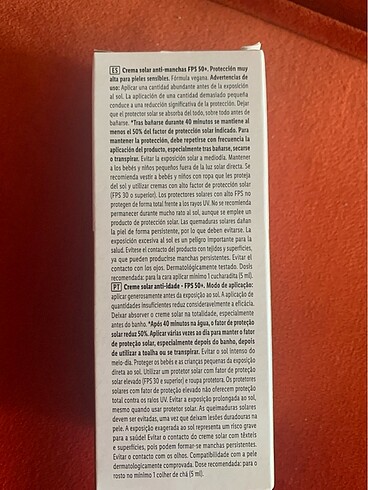 ES Crema solar anti-manchas FPS 50+. Protección muy
alta para pieles sensibles. Fórmula vegana. Advertencias de
uso: Aplicar una cantidad abundante antes de la exposición
al sol. La aplicación de una cantidad demasiado pequeña
conduce a una reducción significativa de la protección. Dejar
que el protector solar se absorba del todo, sobre todo antes de
bañarse. *Tras bañarse durante 40 minutos se mantiene al
menos el 50% del factor de protección solar indicado. Para
mantener la protección, debe repetirse con frecuencia la
aplicación del producto, especialmente tras bañarse, secarse
o transpirar. Evitar la exposición solar a mediodía. Mantener
a los bebés y niños pequeños fuera de la luz solar directa. Se
recomienda vestir a bebés y niños con ropa que les proteja
del sol y utilizar cremas con alto factor de protección solar
(FPS 30 o superior). Los protectores solares con alto FPS no
protegen de forma total frente a los rayos UV. No se recomienda
permanecer durante mucho rato al sol, aunque se emplee
un producto de protección solar. Las quemaduras solares dañan
la piel de forma persistente, por lo que deben evitarse. La
exposición excesiva al sol es un peligro importante para la
salud. Evítese el contacto del producto con tejidos y superficies,
ya que pueden producirse manchas persistentes. Evitar el
contacto con los ojos. Dermatológicamente testado. Dosis
recomendada: para la cara aplicar mínimo 1 cucharadita (5 ml).
PT Creme solar anti-idade - FPS 50+. Modo de aplicação:
aplicar generosamente antes da exposição ao sol. A aplicação de
quantidades insuficientes reduz consideravelmente a eficácia.
Deixar absorver o creme solar na totalidade, especialmente
antes do banho. *Após 40 minutos na água, o fator de proteção
solar reduz 50%. Aplicar várias vezes ao dia para manter o fator
de proteção solar, especialmente depois do banho, depois
de utilizar a toalha ou se transpirar. Evitar o sol intenso do
meio-dia. Proteger os bebés e as crianças pequenas da exposição
direta ao sol. Utilizar um protetor solar com fator de proteção
solar elevado (FPS 30 e superior) e roupa protetora. Os protetores
solares com fator de proteção elevado não oferecem proteção
total contra os raios UV. Evitar a exposição prolongada ao sol,
mesmo quando usar protetor solar. As queimaduras solares
devem ser evitadas, uma vez que deixam lesões duradouras na
pele. A exposição exagerada ao sol representa um risco grave
para a saúde! Evitar o contacto do creme solar com têxteis
e superfícies, pois podem formar-se manchas persistentes.
Evitar o contacto com os olhos. Compatibilidade com a pele
dermatologicamente comprovada. Dose recomendada: para o
rosto no mínimo 1 colher de chá (5 ml).